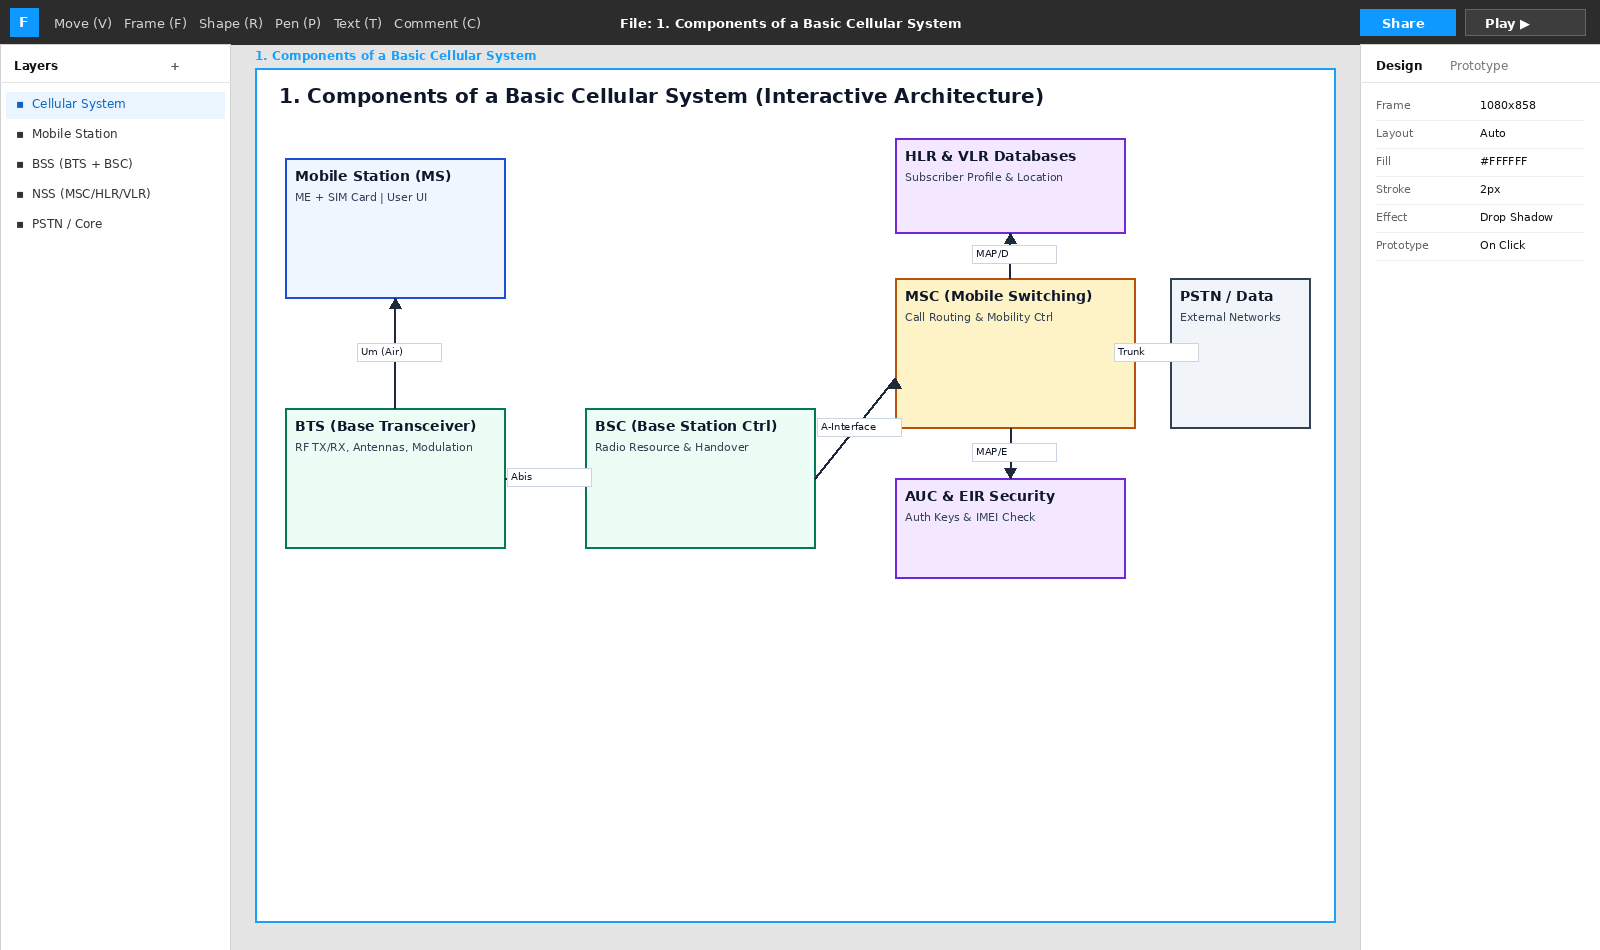 F Move (V) Frame (F) Shape (R) Pen (P) Text (T) Comment (C) File: 1. Components of a Basic Cellular System Share Play ▶
Layers +
Cellular System
Mobile Station
BSS (BTS + BSC)
NSS (MSC/HLR/VLR)
PSTN / Core
1. Components of a Basic Cellular System
1. Components of a Basic Cellular System (Interactive Architecture)
Mobile Station (MS)
ME + SIM Card | User UI
Um (Air)
BTS (Base Transceiver)
RF TX/RX, Antennas, Modulation
Abis
BSC (Base Station Ctrl)
Radio Resource & Handover
A-Interface
HLR & VLR Databases
Subscriber Profile & Location
MAP/D
MSC (Mobile Switching)
Call Routing & Mobility Ctrl
Trunk
PSTN / Data
External Networks
MAP/E
AUC & EIR Security
Auth Keys & IMEI Check
Design Prototype
Frame 1080x858
Layout Auto
Fill #FFFFFF
Stroke 2px
Effect Drop Shadow
Prototype On Click